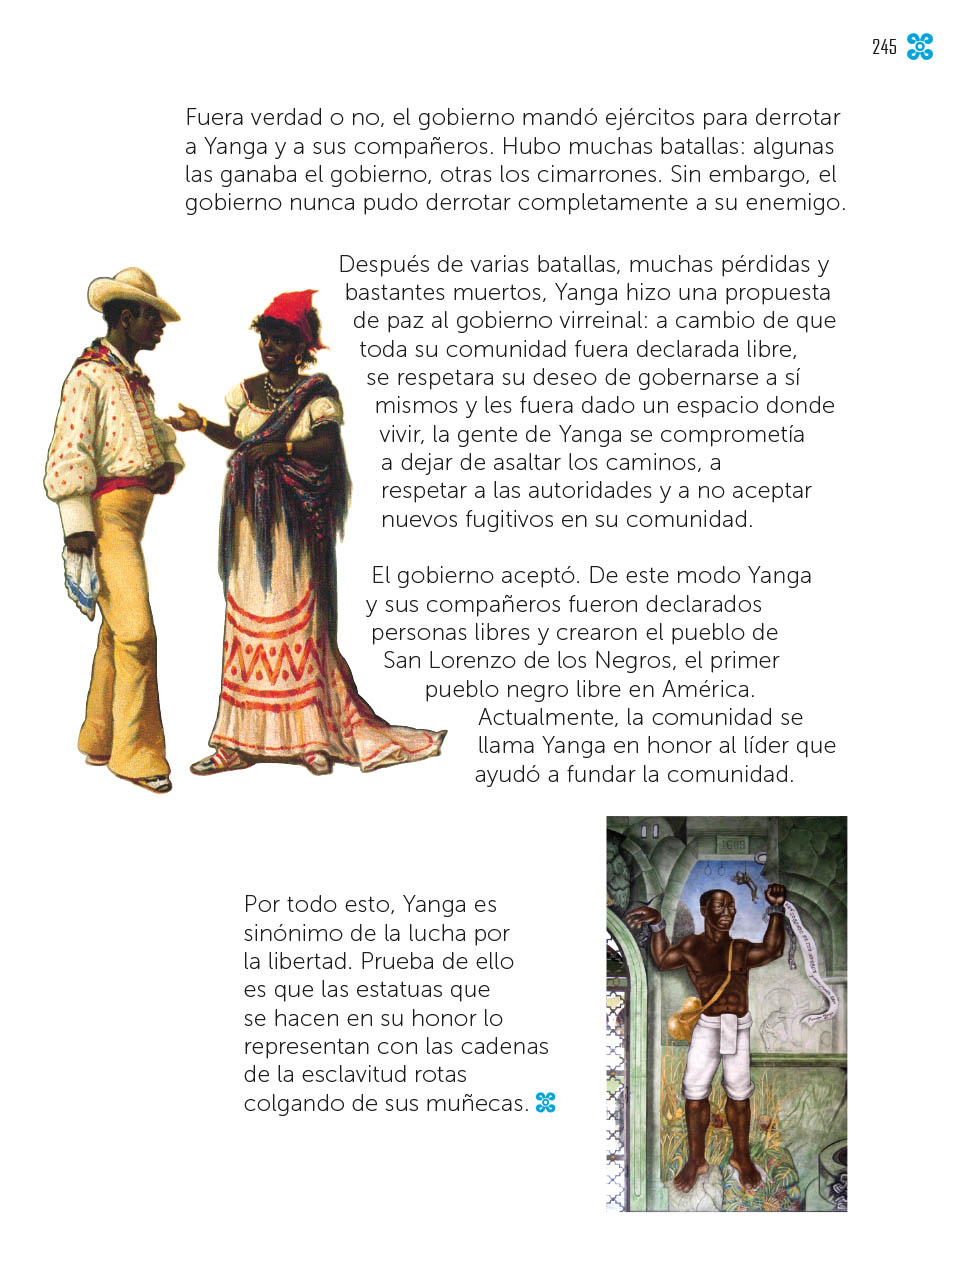 245
Fuera verdad o no, el gobierno mandó ejércitos para derrotar
a Yanga y a sus compañeros. Hubo muchas batallas: algunas
las ganaba el gobierno, otras los cimarrones. Sin embargo, el
gobierno nunca pudo derrotar completamente a su enemigo.
Después de varias batallas, muchas pérdidas y
bastantes muertos, Yanga hizo una propuesta
de paz al gobierno virreinal: a cambio de que
toda su comunidad fuera declarada libre,
se respetara su deseo de gobernarse a sí
mismos y les fuera dado un espacio donde
vivir, la gente de Yanga se comprometía
a dejar de asaltar los caminos, a
respetar a las autoridades y a no aceptar
nuevos fugitivos en su comunidad.
El gobierno aceptó. De este modo Yanga
y sus compañeros fueron declarados
personas libres y crearon el pueblo de
San Lorenzo de los Negros, el primer
pueblo negro libre en América.
Actualmente, la comunidad se
llama Yanga en honor al líder que
ayudó a fundar la comunidad.
Por todo esto, Yanga es
sinónimo de la lucha por
la libertad. Prueba de ello
es que las estatuas que
se hacen en su honor lo
representan con las cadenas
de la esclavitud rotas
colgando de sus muñecas.
1609